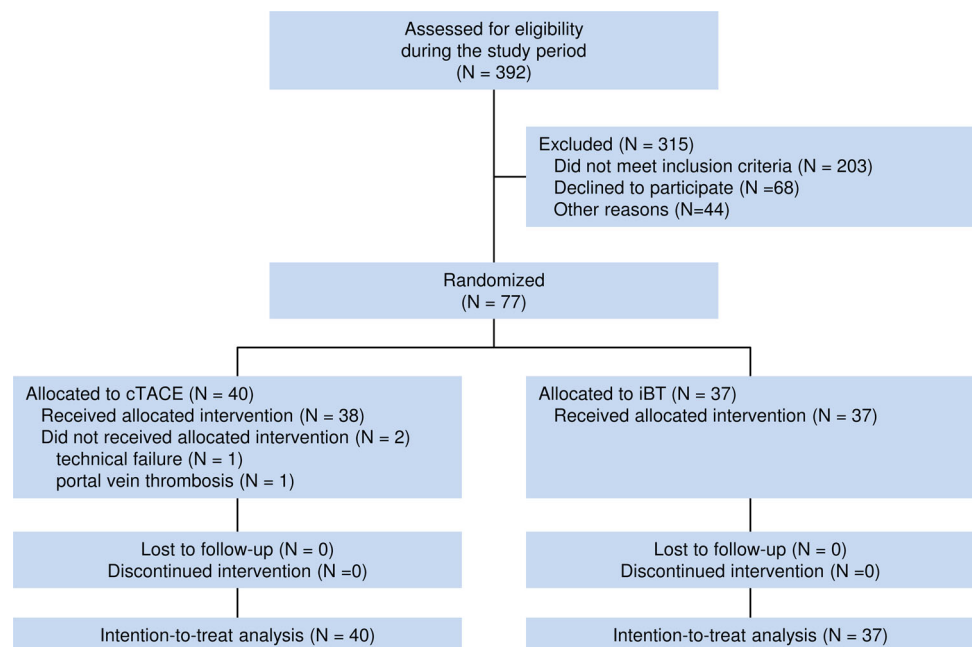 Assessed for eligibility
during the study period
(N = 392)
Excluded (N = 315)
Did not meet inclusion criteria (N = 203)
Declined to participate (N =68)
Other reasons (N=44)
Randomized
(N = 77)
Allocated to cTACE (N = 40)
Received allocated intervention (N = 38)
Did not received allocated intervention (N = 2)
technical failure (N = 1)
portal vein thrombosis (N = 1)
Allocated to iBT (N = 37)
Received allocated intervention (N = 37)
Lost to follow-up (N = 0)
Discontinued intervention (N =0)
Lost to follow-up (N = 0)
Discontinued intervention (N =0)
Intention-to-treat analysis (N = 40)
Intention-to-treat analysis (N = 37)